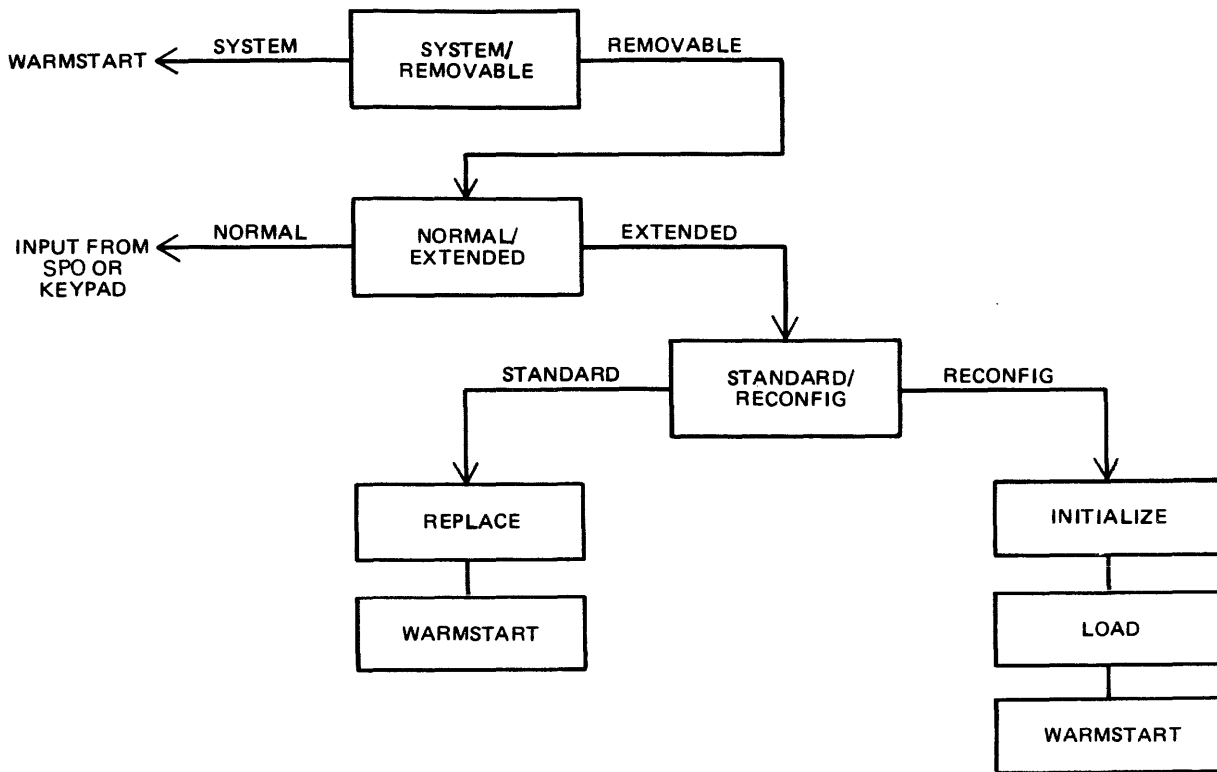 SYSTEM
REMOVABLE
WARMSTART
SYSTEM/
REMOVABLE
NORMAL
EXTENDED
INPUT FROM
SPO OR
KEYPAD
NORMAL/
EXTENDED
STANDARD
RECONFIG
STANDARD/
RECONFIG
REPLACE
INITIALIZE
WARMSTART
LOAD
WARMSTART